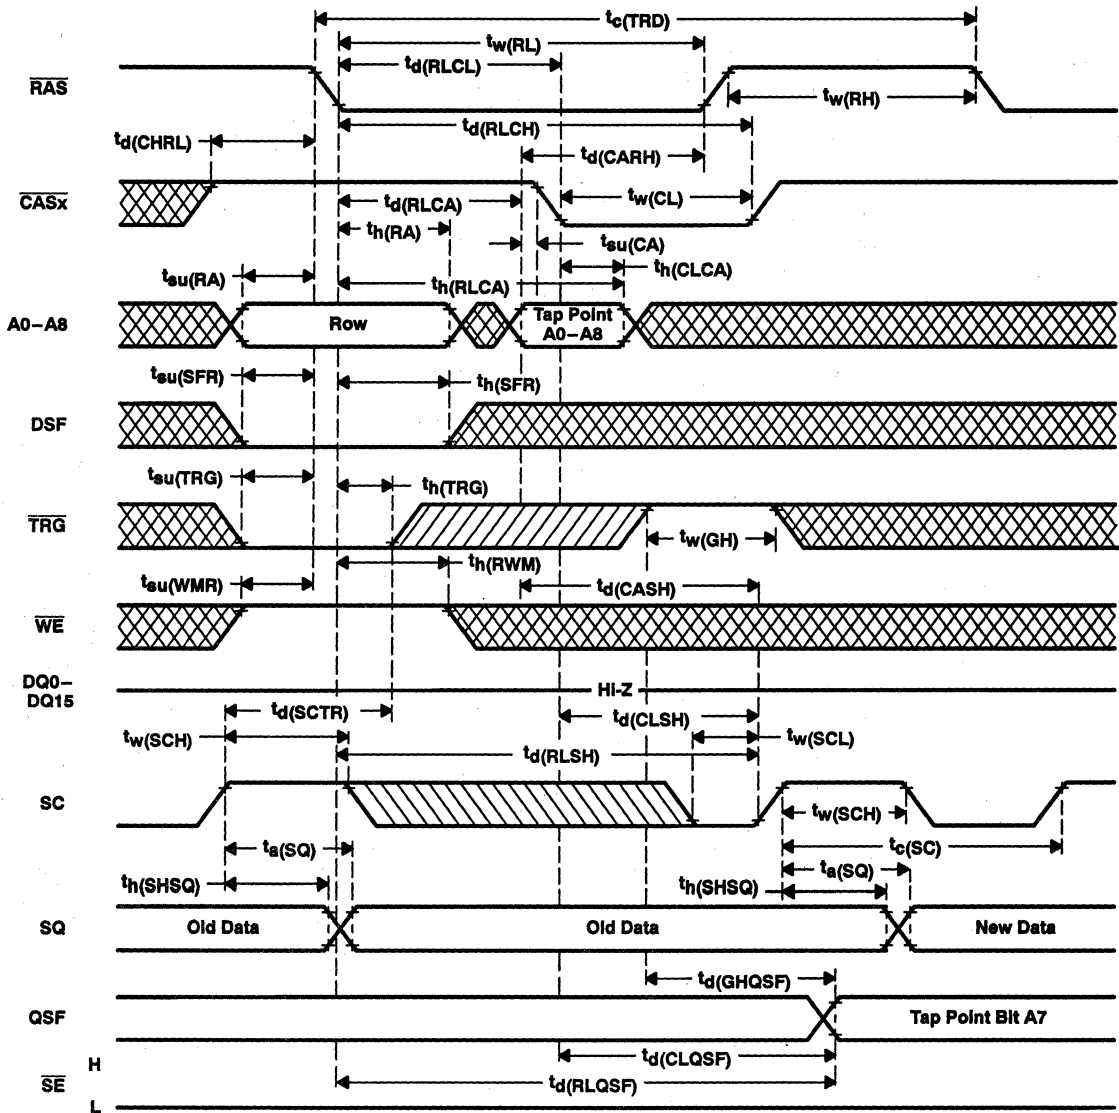 tc(TRD)
tw(RL)
td(RLCL)
RAS
tw(RH)
td(RLCH)
td(CHRL)
td(CARH)
CASx
td(RLCA)
tw(CL)
th(RA)
tsu(CA)
tsu(RA)
th(CLCA)
th(RLCA)
A0–A8
Row
Tap Point
A0–A8
tsu(SFR)
th(SFR)
DSF
tsu(TRG)
th(TRG)
TRG
tw(GH)
th(RWM)
tsu(WMR)
td(CASH)
WE
DQ0–
DQ15
HI-Z
td(SCTR)
td(CLSH)
tw(SCH)
td(RLSH)
tw(SCL)
SC
tw(SCH)
ta(SQ)
tc(SC)
ta(SQ)
th(SHSQ)
th(SHSQ)
SQ
Old Data
Old Data
New Data
td(GHQSF)
QSF
Tap Point Bit A7
H
td(CLQSF)
SE
td(RLQSF)
L